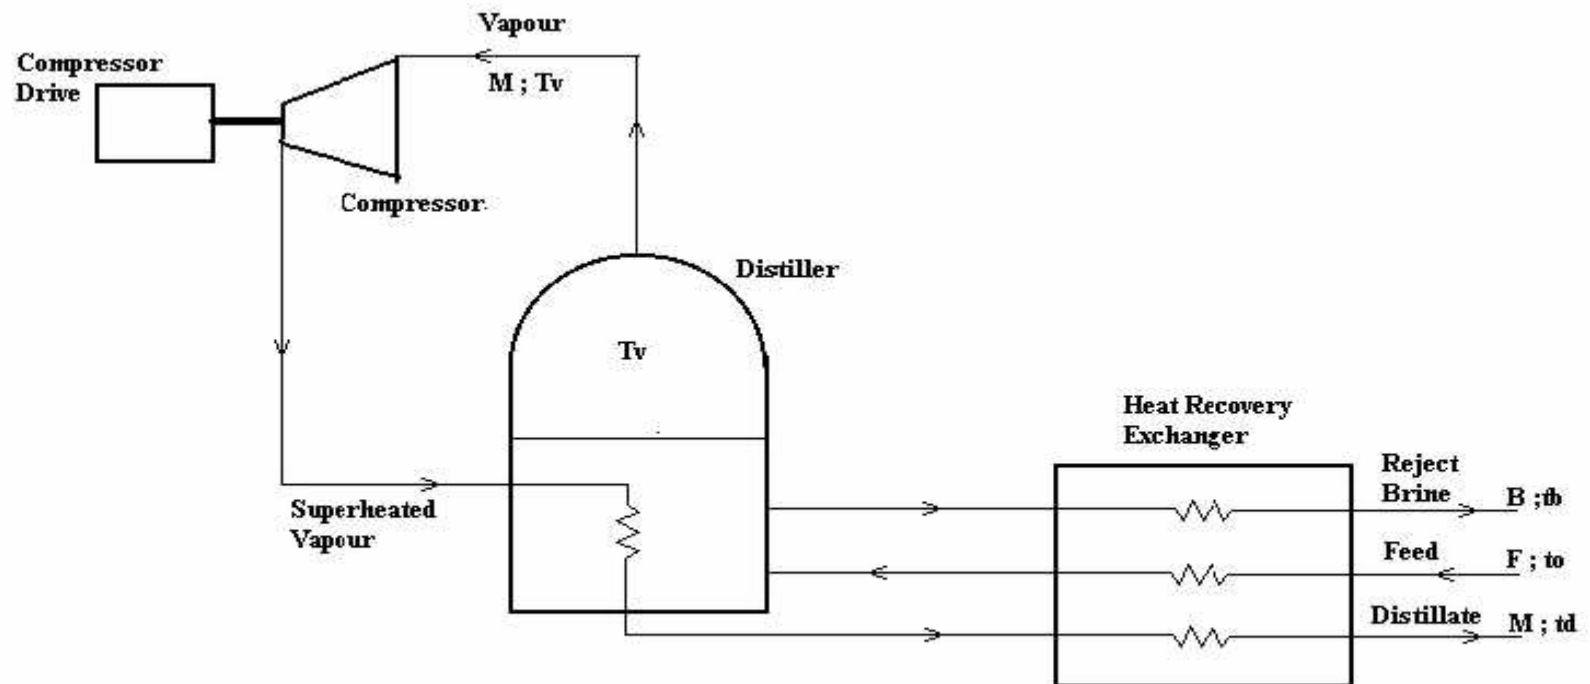 Vapour
M ; Tv
Compressor
Drive
Compressor
Distiller
Tv
Superheated
Vapour
Heat Recovery
Exchanger
Reject
Brine
B ;tb
Feed
F ; to
Distillate
M ; td